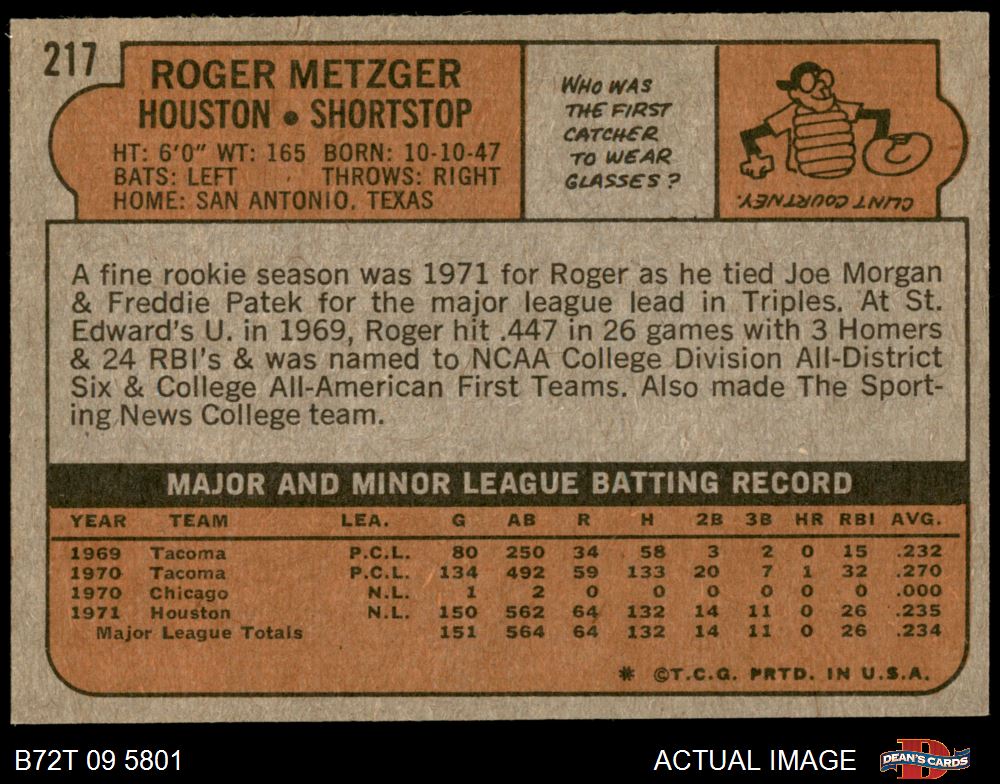 217
ROGER METZGER
HOUSTON • SHORTSTOP
HT: 6'0" WT: 165 BORN: 10-10-47
BATS: LEFT THROWS: RIGHT
HOME: SAN ANTONIO, TEXAS
WHO WAS
THE FIRST
CATCHER
TO WEAR
GLASSES?
CLINT COURTNEY.
A fine rookie season was 1971 for Roger as he tied Joe Morgan
& Freddie Patek for the major league lead in Triples. At St.
Edward's U. in 1969, Roger hit .447 in 26 games with 3 Homers
& 24 RBI's & was named to NCAA College Division All-District
Six & College All-American First Teams. Also made The Sport-
ing News College team.
MAJOR AND MINOR LEAGUE BATTING RECORD
YEAR TEAM LEA. G AB R H 2B 3B HR RBI AVG.
1969 Tacoma P.C.L. 80 250 34 58 3 2 0 15 .232
1970 Tacoma P.C.L. 134 492 59 133 20 7 1 32 .270
1970 Chicago N.L. 1 2 0 0 0 0 0 0 .000
1971 Houston N.L. 150 562 64 132 14 11 0 26 .235
Major League Totals 151 564 64 132 14 11 0 26 .234
* ©T.C.G. PRTD. IN U.S.A.
B72T 09 5801
ACTUAL IMAGE
DEAN'S CARDS